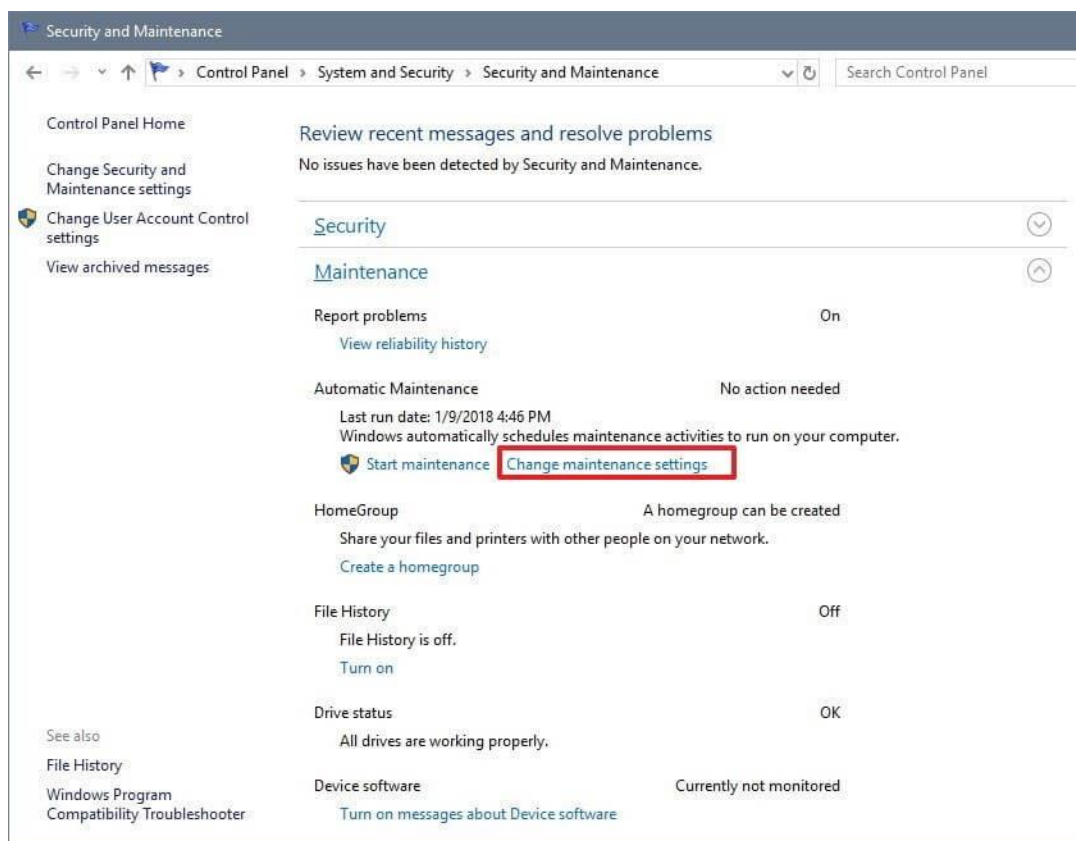 Security and Maintenance
Control Panel › System and Security › Security and Maintenance
Search Control Panel
Control Panel Home
Change Security and
Maintenance settings
Change User Account Control
settings
View archived messages
Review recent messages and resolve problems
No issues have been detected by Security and Maintenance.
Security
Maintenance
Report problems On
View reliability history
Automatic Maintenance No action needed
Last run date: 1/9/2018 4:46 PM
Windows automatically schedules maintenance activities to run on your computer.
Start maintenance Change maintenance settings
HomeGroup A homegroup can be created
Share your files and printers with other people on your network.
Create a homegroup
File History Off
File History is off.
Turn on
Drive status OK
All drives are working properly.
Device software Currently not monitored
Turn on messages about Device software
See also
File History
Windows Program
Compatibility Troubleshooter